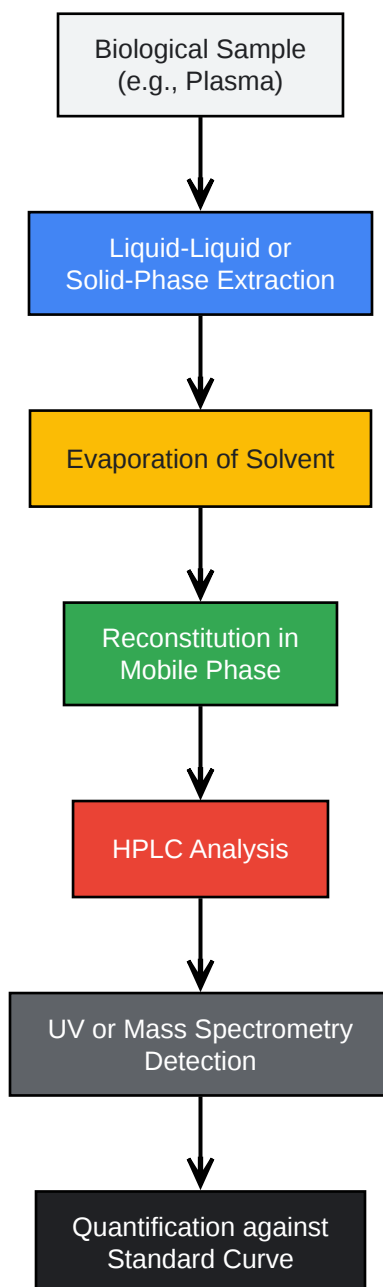 Biological Sample
(e.g., Plasma)
Liquid-Liquid or
Solid-Phase Extraction
Evaporation of Solvent
Reconstitution in
Mobile Phase
HPLC Analysis
UV or Mass Spectrometry
Detection
Quantification against
Standard Curve